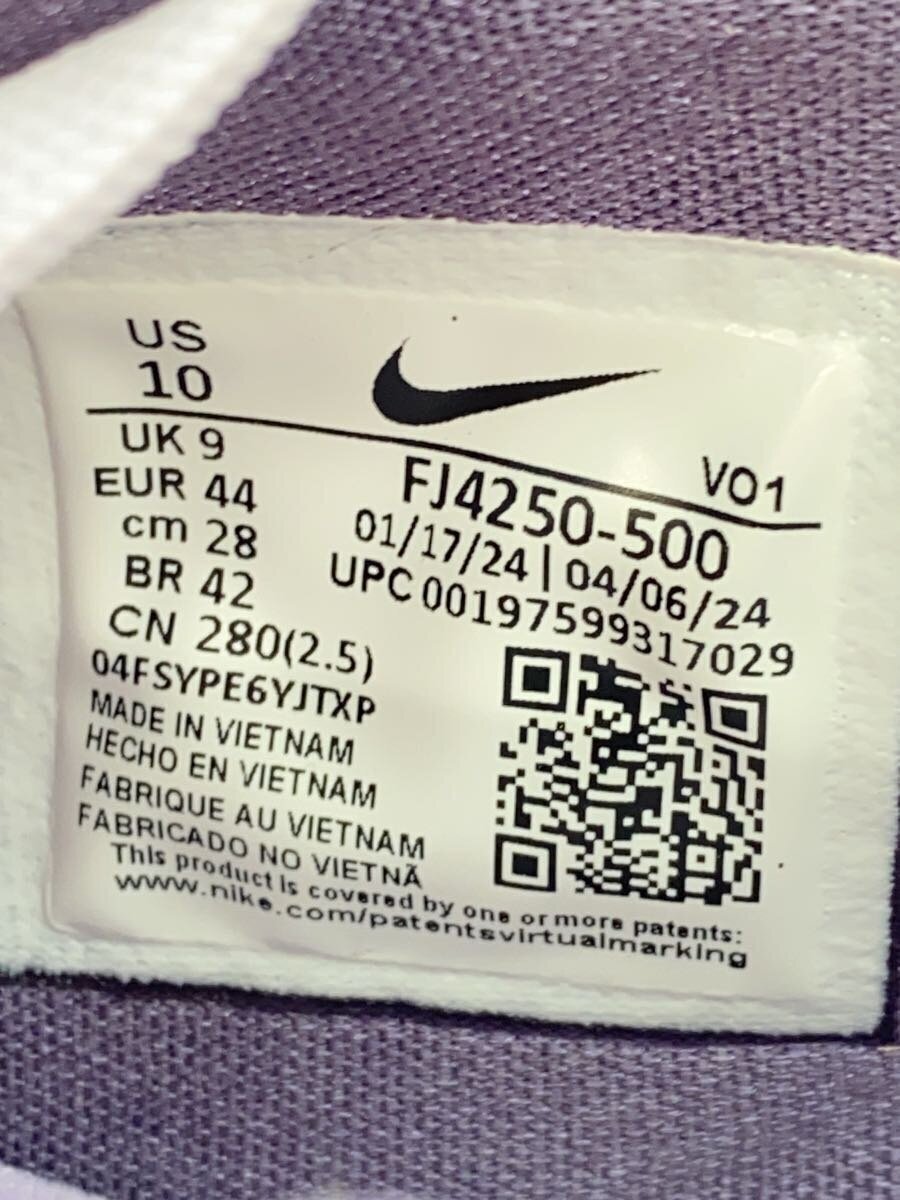 US
10
UK 9
EUR 44
cm 28
BR 42
CN 280(2.5)
04FSYPE6YJTXP
MADE IN VIETNAM
HECHO EN VIETNAM
FABRIQUE AU VIETNAM
FABRICADO NO VIETNÃ
VO1
FJ4250-500
01/17/24 | 04/06/24
UPC 00197599317029
This product is covered by one or more patents:
www.nike.com/patentsvirtualmarking